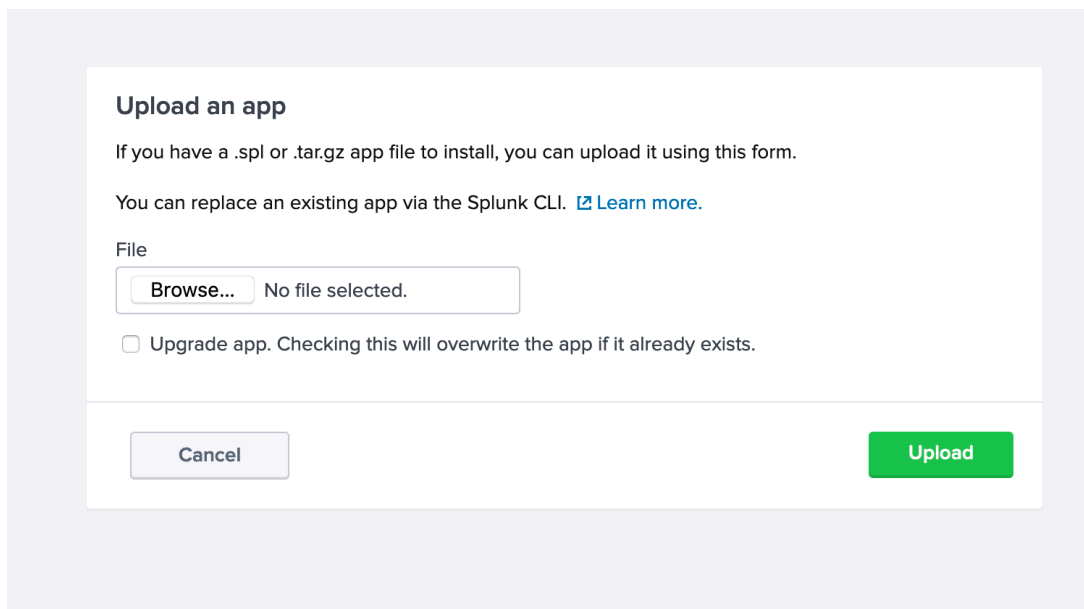 Upload an app
If you have a .spl or .tar.gz app file to install, you can upload it using this form.
You can replace an existing app via the Splunk CLI. Learn more.
File
Browse... No file selected.
Upgrade app. Checking this will overwrite the app if it already exists.
Cancel Upload